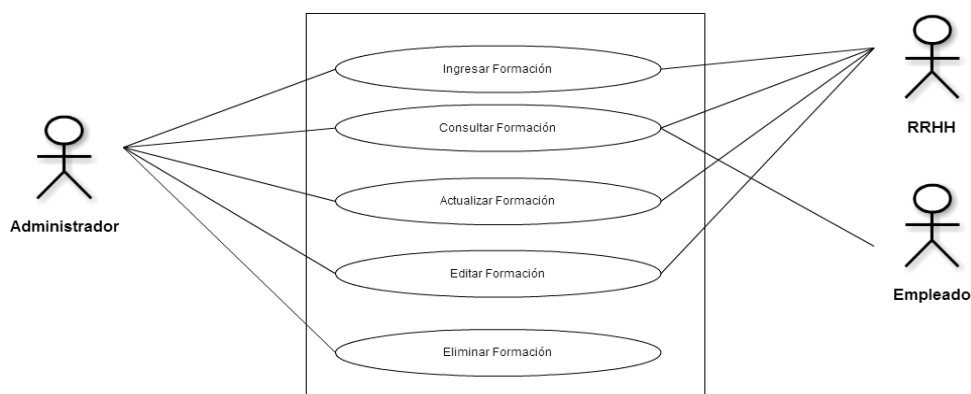 Ingresar Formación
Consultar Formación
RRHH
Administrador
Actualizar Formación
Editar Formación
Empleado
Eliminar Formación